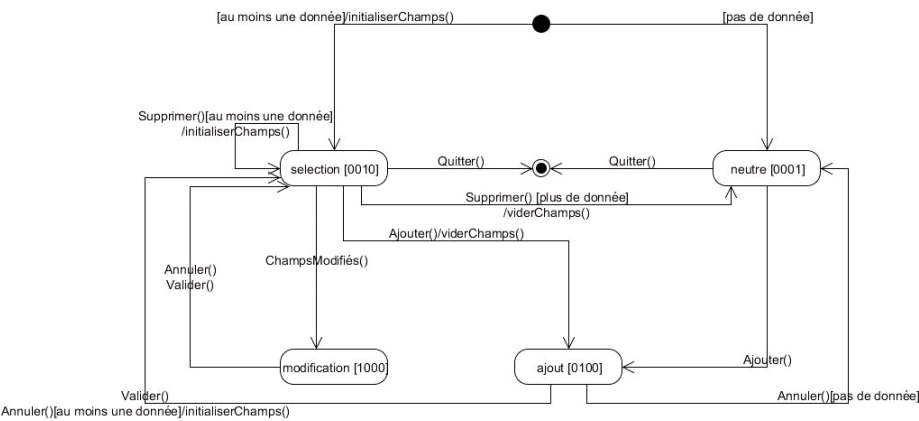 [au moins une donnée]/initialiserChamps()
[pas de donnée]
Supprimer()[au moins une donnée]
/initialiserChamps()
selection [0010]
Quitter()
Quitter()
neutre [0001]
Supprimer() [plus de donnée]
/viderChamps()
Ajouter()/viderChamps()
ChampsModifiés()
Annuler()
Valider()
modification [1000]
ajout [0100]
Ajouter()
Valider()
Annuler()[au moins une donnée]/initialiserChamps()
Annuler()[pas de donnée]